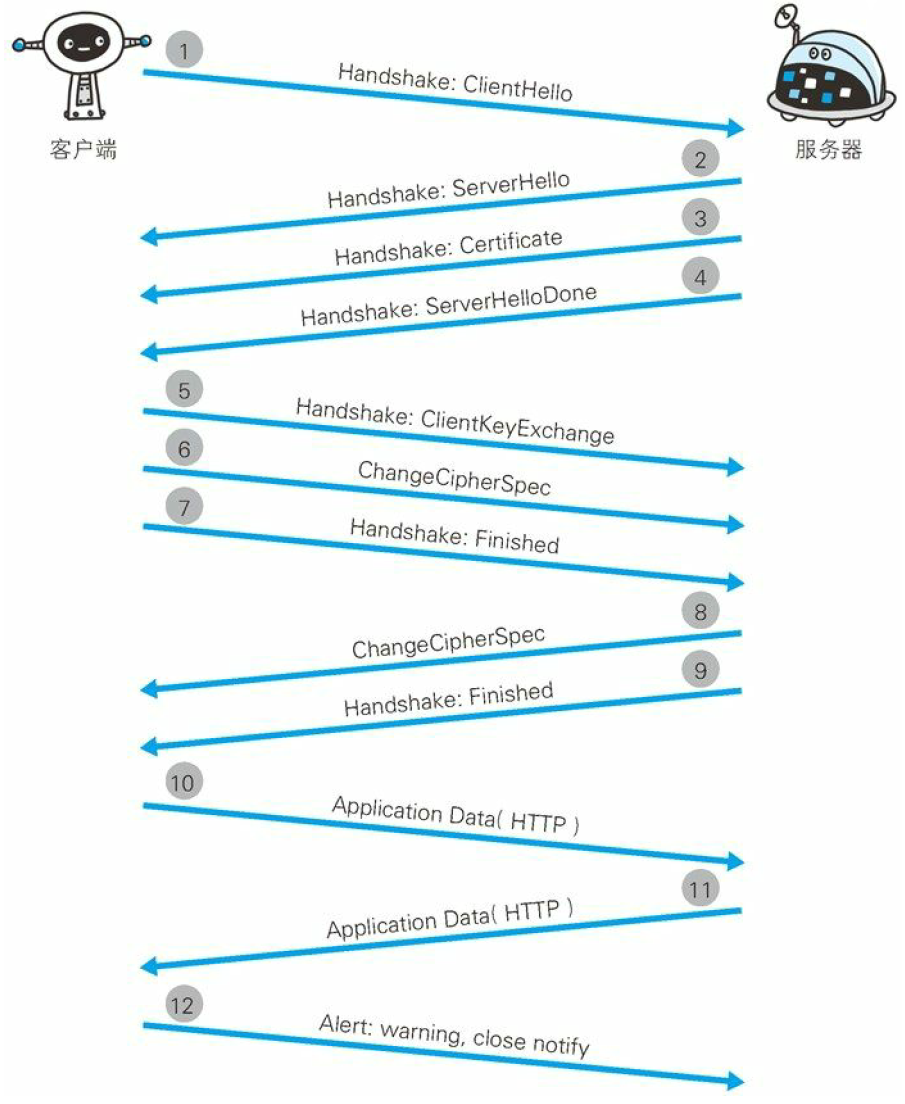 1
Handshake: ClientHello
客户端
服务器
2
Handshake: ServerHello
3
Handshake: Certificate
4
Handshake: ServerHelloDone
5
Handshake: ClientKeyExchange
6
ChangeCipherSpec
7
Handshake: Finished
8
ChangeCipherSpec
9
Handshake: Finished
10
Application Data( HTTP )
11
Application Data( HTTP )
12
Alert: warning, close notify